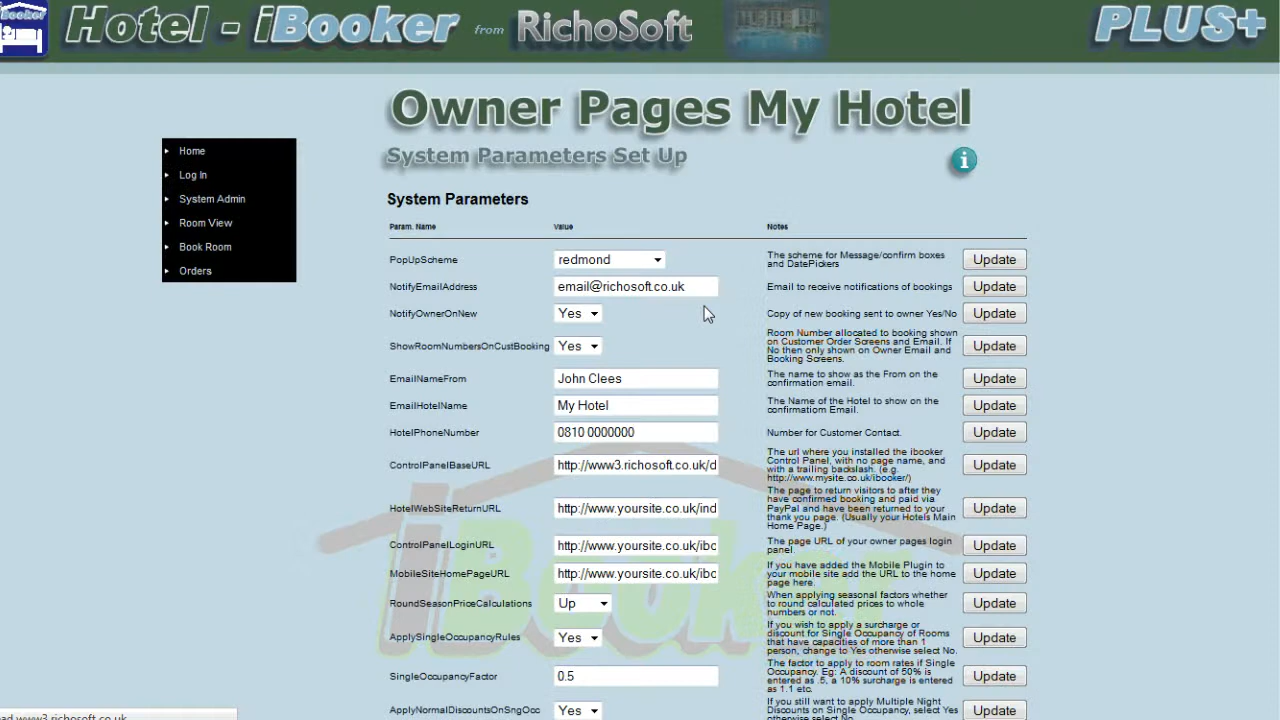 iBooker
Hotel - iBooker from RichoSoft PLUS+
Owner Pages My Hotel
System Parameters Set Up
i
Home
Log In
System Admin
Room View
Book Room
Orders
System Parameters
Param. Name Value Notes
PopUpScheme redmond The scheme for Message/confirm boxes
and DatePickers Update
NotifyEmailAddress email@richosoft.co.uk Email to receive notifications of bookings Update
NotifyOwnerOnNew Yes Copy of new booking sent to owner Yes/No Update
ShowRoomNumbersOnCustBooking Yes Room Number allocated to booking shown
on Customer Order Screens and Email. If
No then only shown on Owner Email and
Booking Screens. Update
EmailNameFrom John Clees The name to show as the From on the
confirmation email. Update
EmailHotelName My Hotel The Name of the Hotel to show on the
confirmatiom Email. Update
HotelPhoneNumber 0810 0000000 Number for Customer Contact. Update
ControlPanelBaseURL http://www3.richosoft.co.uk/d The url where you installed the ibooker
Control Panel, with no page name, and
with a trailing backslash. (e.g.
http://www.mysite.co.uk/ibooker/) Update
HotelWebSiteReturnURL http://www.yoursite.co.uk/ind The page to return visitors to after they
have confirmed booking and paid via
PayPal and have been returned to your
thank you page. (Usually your Hotels Main
Home Page.) Update
ControlPanelLoginURL http://www.yoursite.co.uk/ibc The page URL of your owner pages login
panel. Update
MobileSiteHomePageURL http://www.yoursite.co.uk/ibc If you have added the Mobile Plugin to
your mobile site add the URL to the home
page here. Update
RoundSeasonPriceCalculations Up When applying seasonal factors whether
to round calculated prices to whole
numbers or not. Update
ApplySingleOccupancyRules Yes If you wish to apply a surcharge or
discount for Single Occupancy of Rooms
that have capacities of more than 1
person, change to Yes otherwise select No. Update
SingleOccupancyFactor 0.5 The factor to apply to room rates if Single
Occupancy. Eg: A discount of 50% is
entered as .5, a 10% surcharge is entered
as 1.1 etc. Update
ApplyNormalDiscountsOnSngOcc Yes If you still want to apply Multiple Night
Discounts on Single Occupancy, select Yes Update
iBooker
www3.richosoft.co.uk